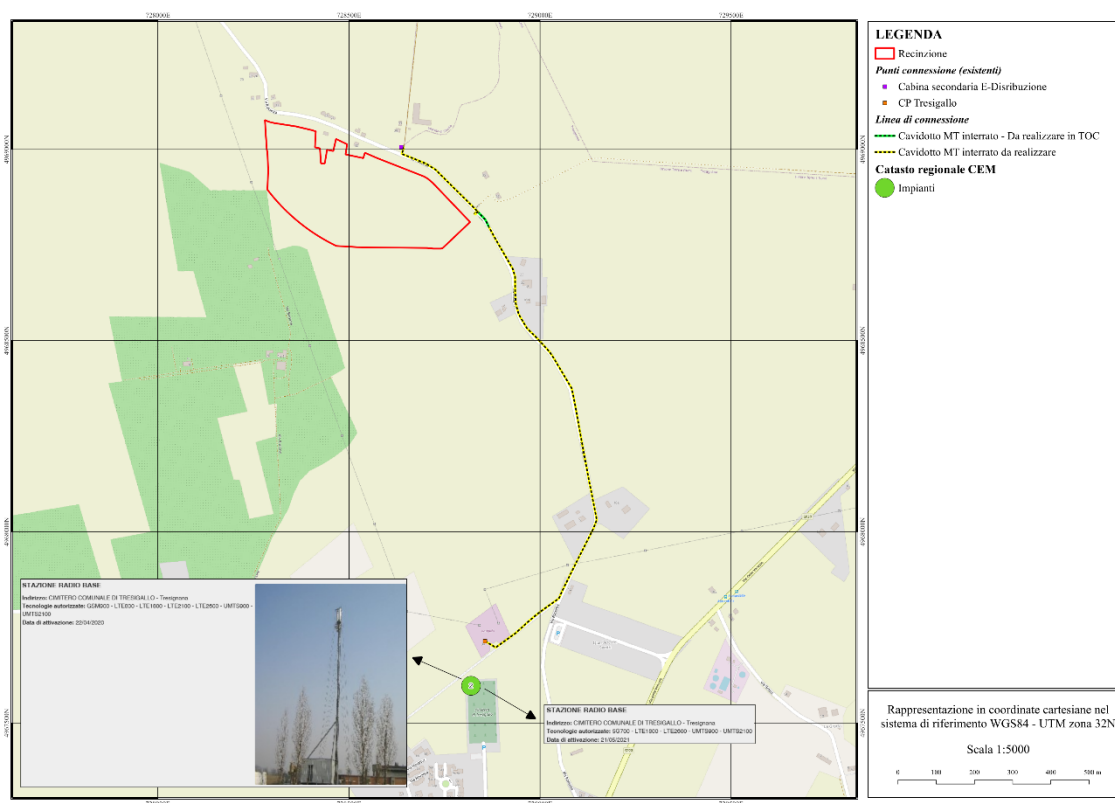 728000E
728500E
729000E
729500E
4969000N
4968500N
4968000N
4967500N
LEGENDA
Recinzione
Punti connessione (existenti)
Cabina secondaria E-Disribuzione
CP Tresigallo
Linea di connessione
Cavidotto MT interrato - Da realizzare in TOC
Cavidotto MT interrato da realizzare
Catasto regionale CEM
Impianti
STAZIONE RADIO BASE
Indirizzo: CIMITERO COMUNALE DI TRESIGALLO - Tresignana
Tecnologie autorizzate: GSM900 - LTE800 - LTE1800 - LTE2100 - LTE2600 - UMTS900 -
UMTS2100
Data di attivazione: 22/04/2020
STAZIONE RADIO BASE
Indirizzo: CIMITERO COMUNALE DI TRESIGALLO - Tresignana
Tecnologie autorizzate: 5G700 - LTE1800 - LTE2600 - UMTS900 - UMTS2100
Data di attivazione: 21/05/2021
Rappresentazione in coordinate cartesiane nel
sistema di riferimento WGS84 - UTM zona 32N
Scala 1:5000
0 100 200 300 400 500 m